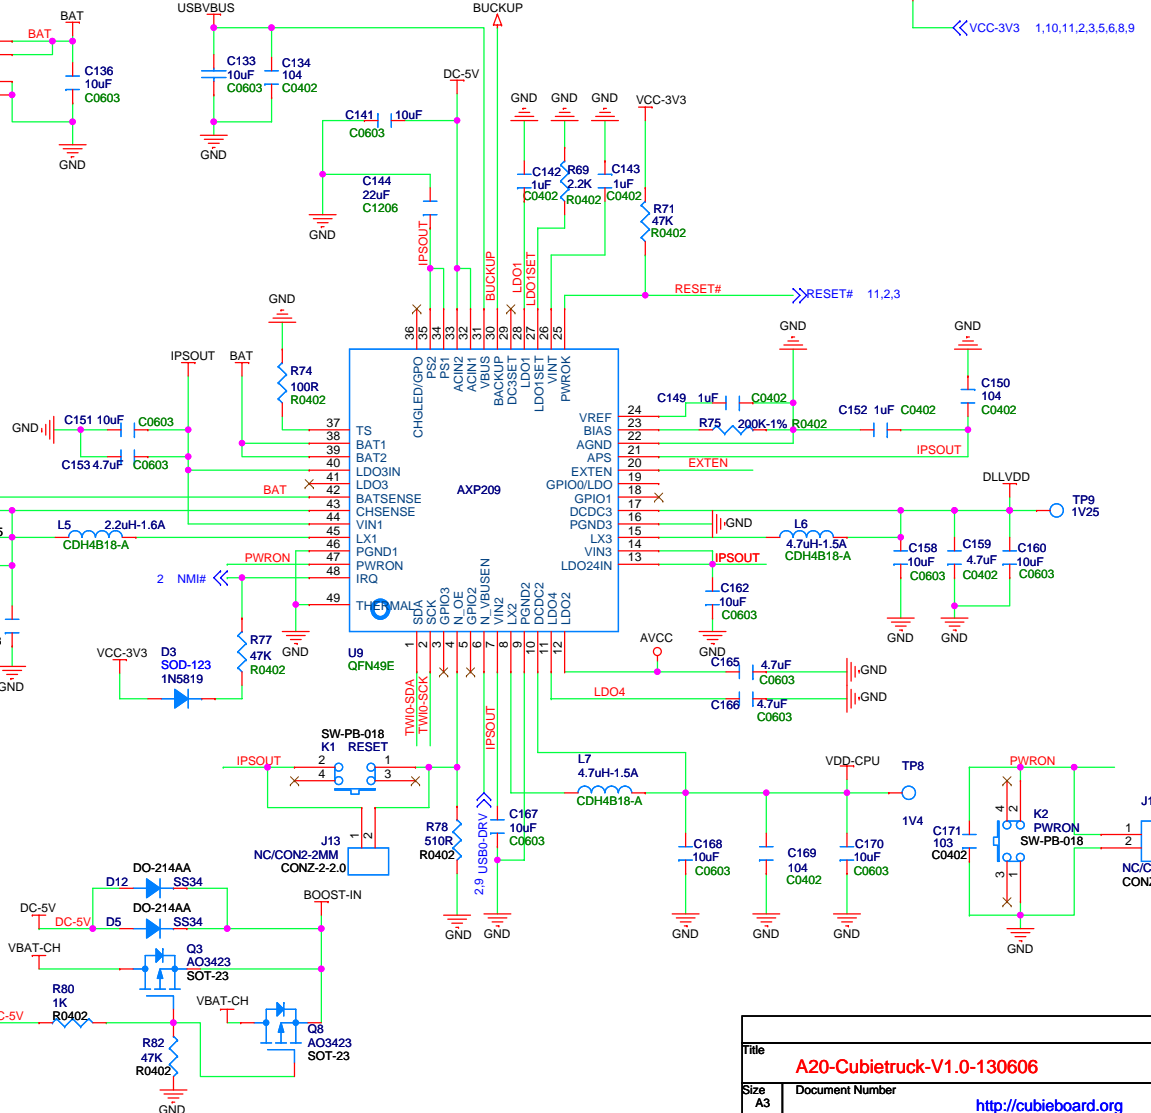 BAT
BAT
C136
10uF
C0603
GND
USBVBUS
C133
10uF
C0603
C134
104
C0402
GND
BUCKUP
DC-5V
C141
10uF
C0603
C144
22uF
C1206
GND
IPSOUT
BUCKUP
LDO1
LDO1SET
GND
GND
GND
C142
1uF
C0402
R69
2.2K
R0402
C143
1uF
C0402
VCC-3V3
R71
47K
R0402
RESET#
RESET# 11,2,3
VCC-3V3 1,10,11,2,3,5,6,8,9
36
35
34
33
32
31
30
29
28
27
26
25
CHGLED/GPO
PS2
PS1
ACIN2
ACIN1
VBUS
BACKUP
DC3SET
LDO1
LDO1SET
VINT
PWROK
GND
IPSOUT
BAT
R74
100R
R0402
GND
C151 10uF
C0603
C153 4.7uF
C0603
BAT
L5
2.2uH-1.6A
CDH4B18-A
PWRON
2 NMI#
37 TS
38 BAT1
39 BAT2
40 LDO3IN
41 LDO3
42 BATSENSE
43 CHSENSE
44 VIN1
45 LX1
46 PGND1
47 PWRON
48 IRQ
49 THERMAL
AXP209
VREF 24
BIAS 23
AGND 22
APS 21
EXTEN 20
GPIO0/LDO 19
GPIO1 18
DCDC3 17
PGND3 16
LX3 15
VIN3 14
LDO24IN 13
SDA
SCK
GPIO3
N_OE
GPIO2
N_VBUSEN
VIN2
LX2
PGND2
DCDC2
LDO4
LDO2
1
2
3
4
5
6
7
8
9
10
11
12
U9
QFN49E
GND
GND
C149 1uF C0402
R75 200K-1% R0402
C152 1uF C0402
C150
104
C0402
IPSOUT
EXTEN
DLLVDD
TP9
1V25
GND
L6
4.7uH-1.5A
CDH4B18-A
IPSOUT
C158
10uF
C0603
C159
4.7uF
C0402
C160
10uF
C0603
GND
GND
C162
10uF
C0603
GND
AVCC
C165 4.7uF
C0603
GND
LDO4
C166 4.7uF
C0603
GND
GND
GND
R77
47K
R0402
VCC-3V3
D3
SOD-123
1N5819
TWI0-SDA
TWI0-SCK
IPSOUT
SW-PB-018
K1 RESET
IPSOUT
2
1
4
3
1
2
J13
NC/CON2-2MM
CONZ-2-2.0
R78
510R
R0402
2,9 USB0-DRV
C167
10uF
C0603
GND
GND
L7
4.7uH-1.5A
CDH4B18-A
VDD-CPU
TP8
1V4
C168
10uF
C0603
C169
104
C0402
C170
10uF
C0603
GND
GND
GND
PWRON
C171
103
C0402
4
2
3
1
K2
PWRON
SW-PB-018
GND
J1
1
2
NC/C
CONZ
DO-214AA
D12 SS34
DO-214AA
DC-5V
DC-5V
D5 SS34
BOOST-IN
VBAT-CH
Q3
AO3423
SOT-23
R80
1K
R0402
C-5V
VBAT-CH
Q8
AO3423
SOT-23
R82
47K
R0402
GND
Title
A20-Cubietruck-V1.0-130606
Size
A3
Document Number
http://cubieboard.org